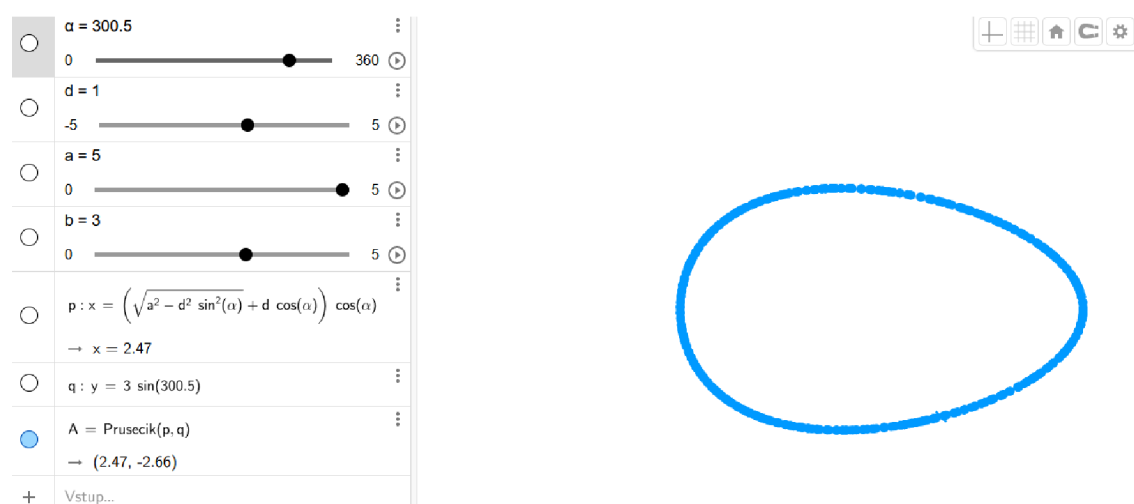 α = 300.5
0 360
d = 1
-5 5
a = 5
0 5
b = 3
0 5
p : x = (√(a² − d² sin²(α)) + d cos(α)) cos(α)
→ x = 2.47
q : y = 3 sin(300.5)
A = Prusecik(p, q)
→ (2.47, -2.66)
+ Vstup...